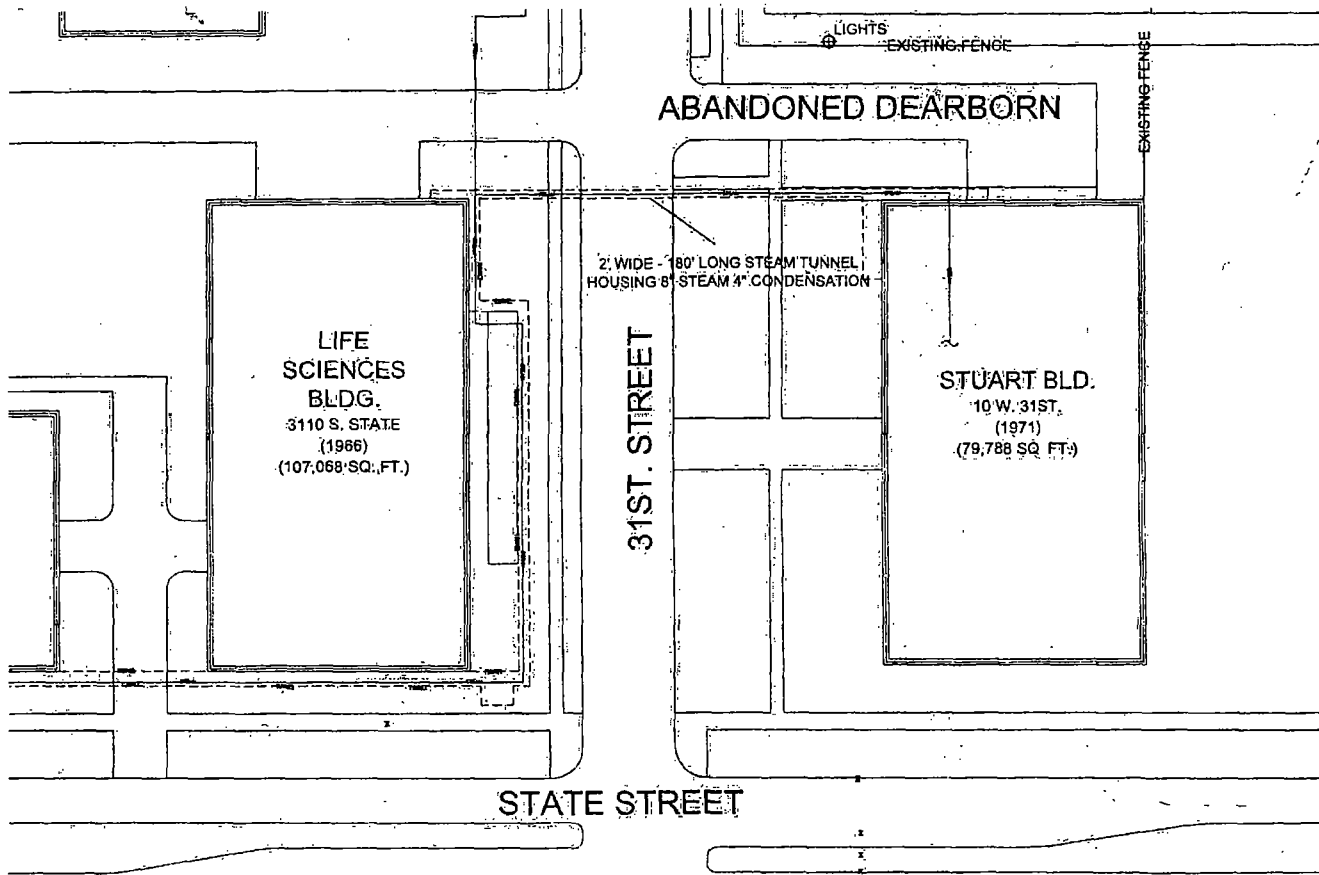 LIGHTS
EXISTING FENCE
EXISTING FENCE
ABANDONED DEARBORN
2' WIDE - 180' LONG STEAM TUNNEL
HOUSING 8" STEAM 4" CONDENSATION
LIFE
SCIENCES
BLDG.
3110 S. STATE
(1966)
(107,068 SQ. FT.)
31ST. STREET
STUART BLD.
10 W. 31ST.
(1971)
(79,788 SQ FT.)
STATE STREET